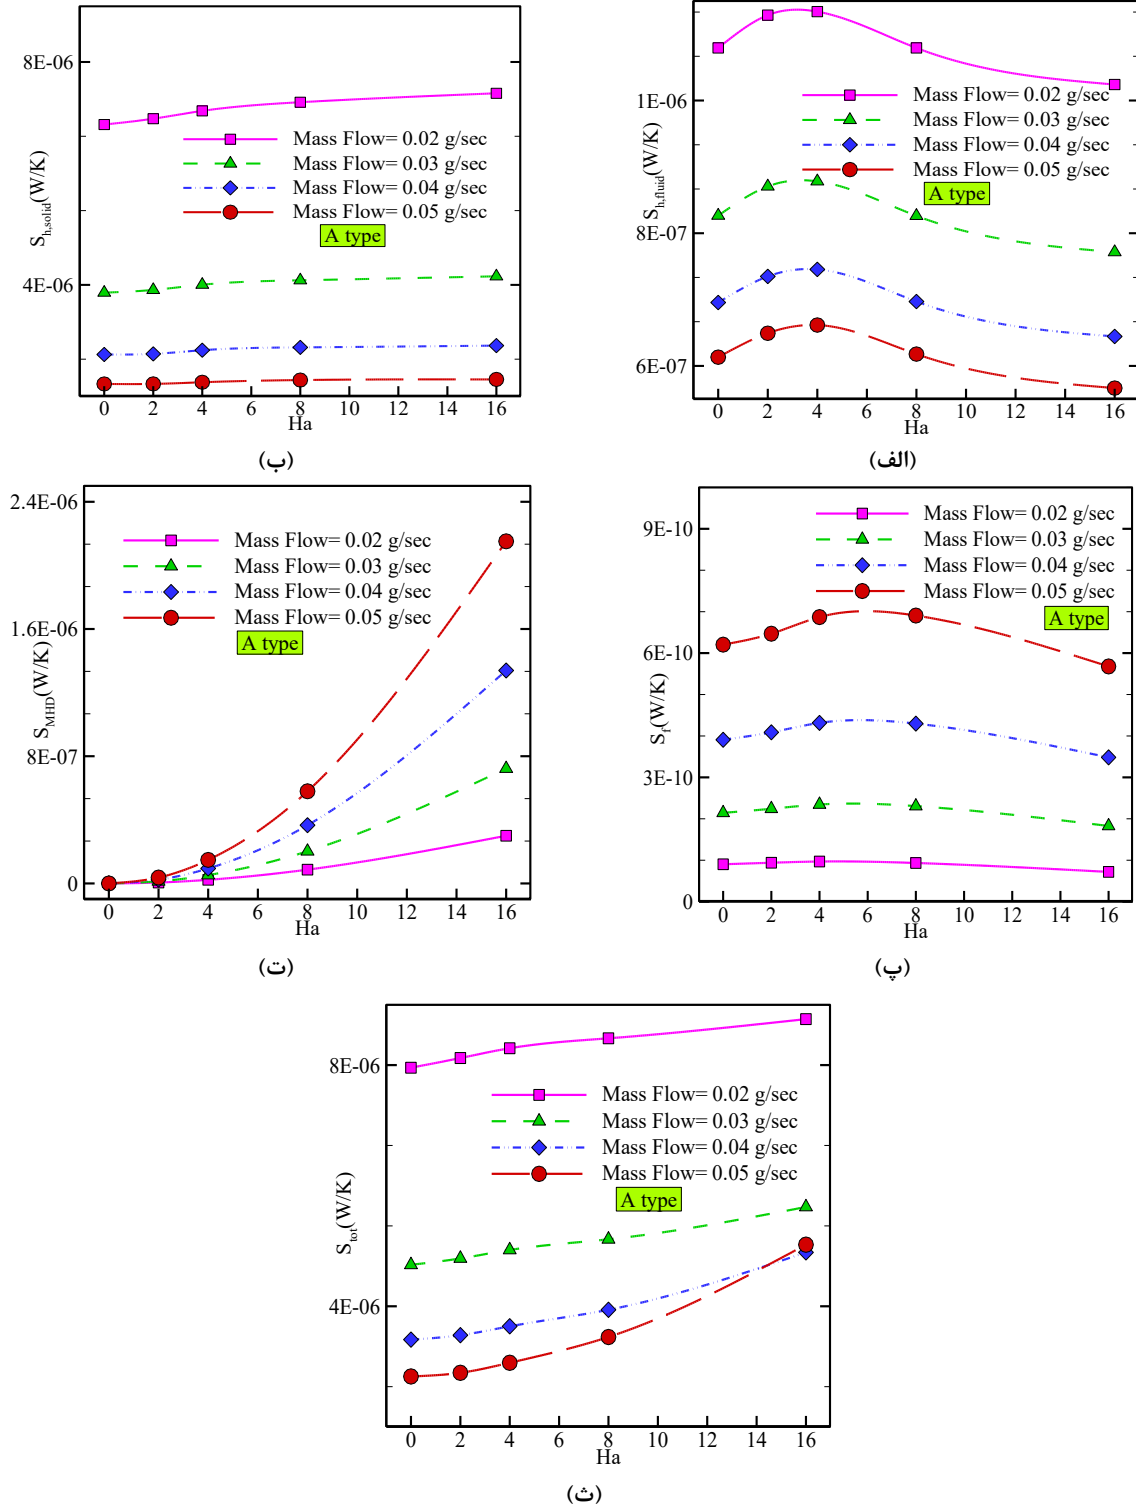 8E-06
4E-06
S_h,solid(W/K)
Mass Flow= 0.02 g/sec
Mass Flow= 0.03 g/sec
Mass Flow= 0.04 g/sec
Mass Flow= 0.05 g/sec
A type
0 2 4 6 8 10 12 14 16
Ha
(ب)
1E-06
8E-07
6E-07
S_h,fluid(W/K)
Mass Flow= 0.02 g/sec
Mass Flow= 0.03 g/sec
Mass Flow= 0.04 g/sec
Mass Flow= 0.05 g/sec
A type
0 2 4 6 8 10 12 14 16
Ha
(الف)
2.4E-06
1.6E-06
8E-07
0
S_MHD(W/K)
Mass Flow= 0.02 g/sec
Mass Flow= 0.03 g/sec
Mass Flow= 0.04 g/sec
Mass Flow= 0.05 g/sec
A type
0 2 4 6 8 10 12 14 16
Ha
(ت)
9E-10
6E-10
3E-10
0
S_f(W/K)
Mass Flow= 0.02 g/sec
Mass Flow= 0.03 g/sec
Mass Flow= 0.04 g/sec
Mass Flow= 0.05 g/sec
A type
0 2 4 6 8 10 12 14 16
Ha
(پ)
8E-06
4E-06
S_tot(W/K)
Mass Flow= 0.02 g/sec
Mass Flow= 0.03 g/sec
Mass Flow= 0.04 g/sec
Mass Flow= 0.05 g/sec
A type
0 2 4 6 8 10 12 14 16
Ha
(ث)